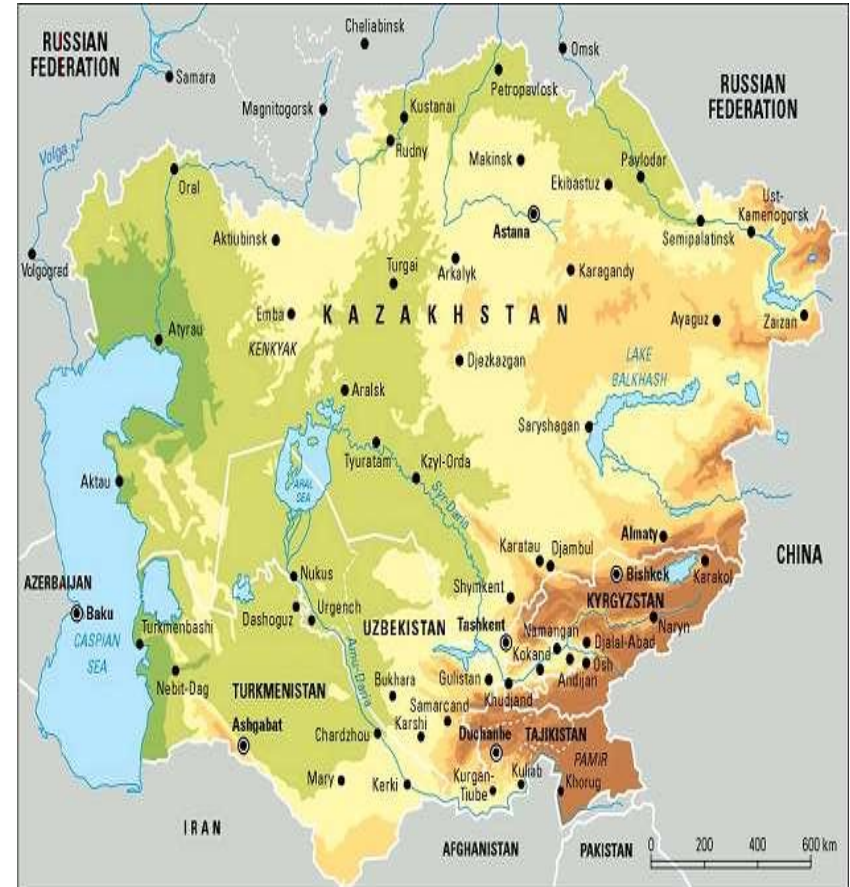 RUSSIAN
FEDERATION
Cheliabinsk
Omsk
Samara
Petropavlosk
RUSSIAN
FEDERATION
Magnitogorsk
Kustanai
Volga
Rudny
Makinsk
Pavlodar
Oral
Ekibastuz
Ust-
Kamenogorsk
Astana
Semipalatinsk
Aktiubinsk
Volgograd
Turgai
Arkalyk
Karagandy
Emba
KAZAKHSTAN
Ayaguz
Zaizan
Atyrau
KENKYAK
LAKE
BALKHASH
Djezkazgan
Aralsk
Saryshagan
Tyuratam
Kzyl-Orda
Aktau
ARAL
SEA
Syr-Daria
Almaty
Karatau
Djambul
CHINA
AZERBAIJAN
Nukus
Bishkek
Karakol
Shymkent
KYRGYZSTAN
Baku
Dashoguz
Urgench
UZBEKISTAN
Tashkent
Namangan
Naryn
CASPIAN
SEA
Turkmenbashi
Kokand
Djalal-Abad
Osh
Amu-Daria
Nebit-Dag
Bukhara
Gulistan
Andijan
TURKMENISTAN
Khudjand
Samarcand
Ashgabat
Chardzhou
Karshi
Duchanbe
TAJIKISTAN
PAMIR
Mary
Kerki
Kurgan-
Tiube
Kuliab
Khorug
IRAN
AFGHANISTAN
PAKISTAN
0 200 400 600 km